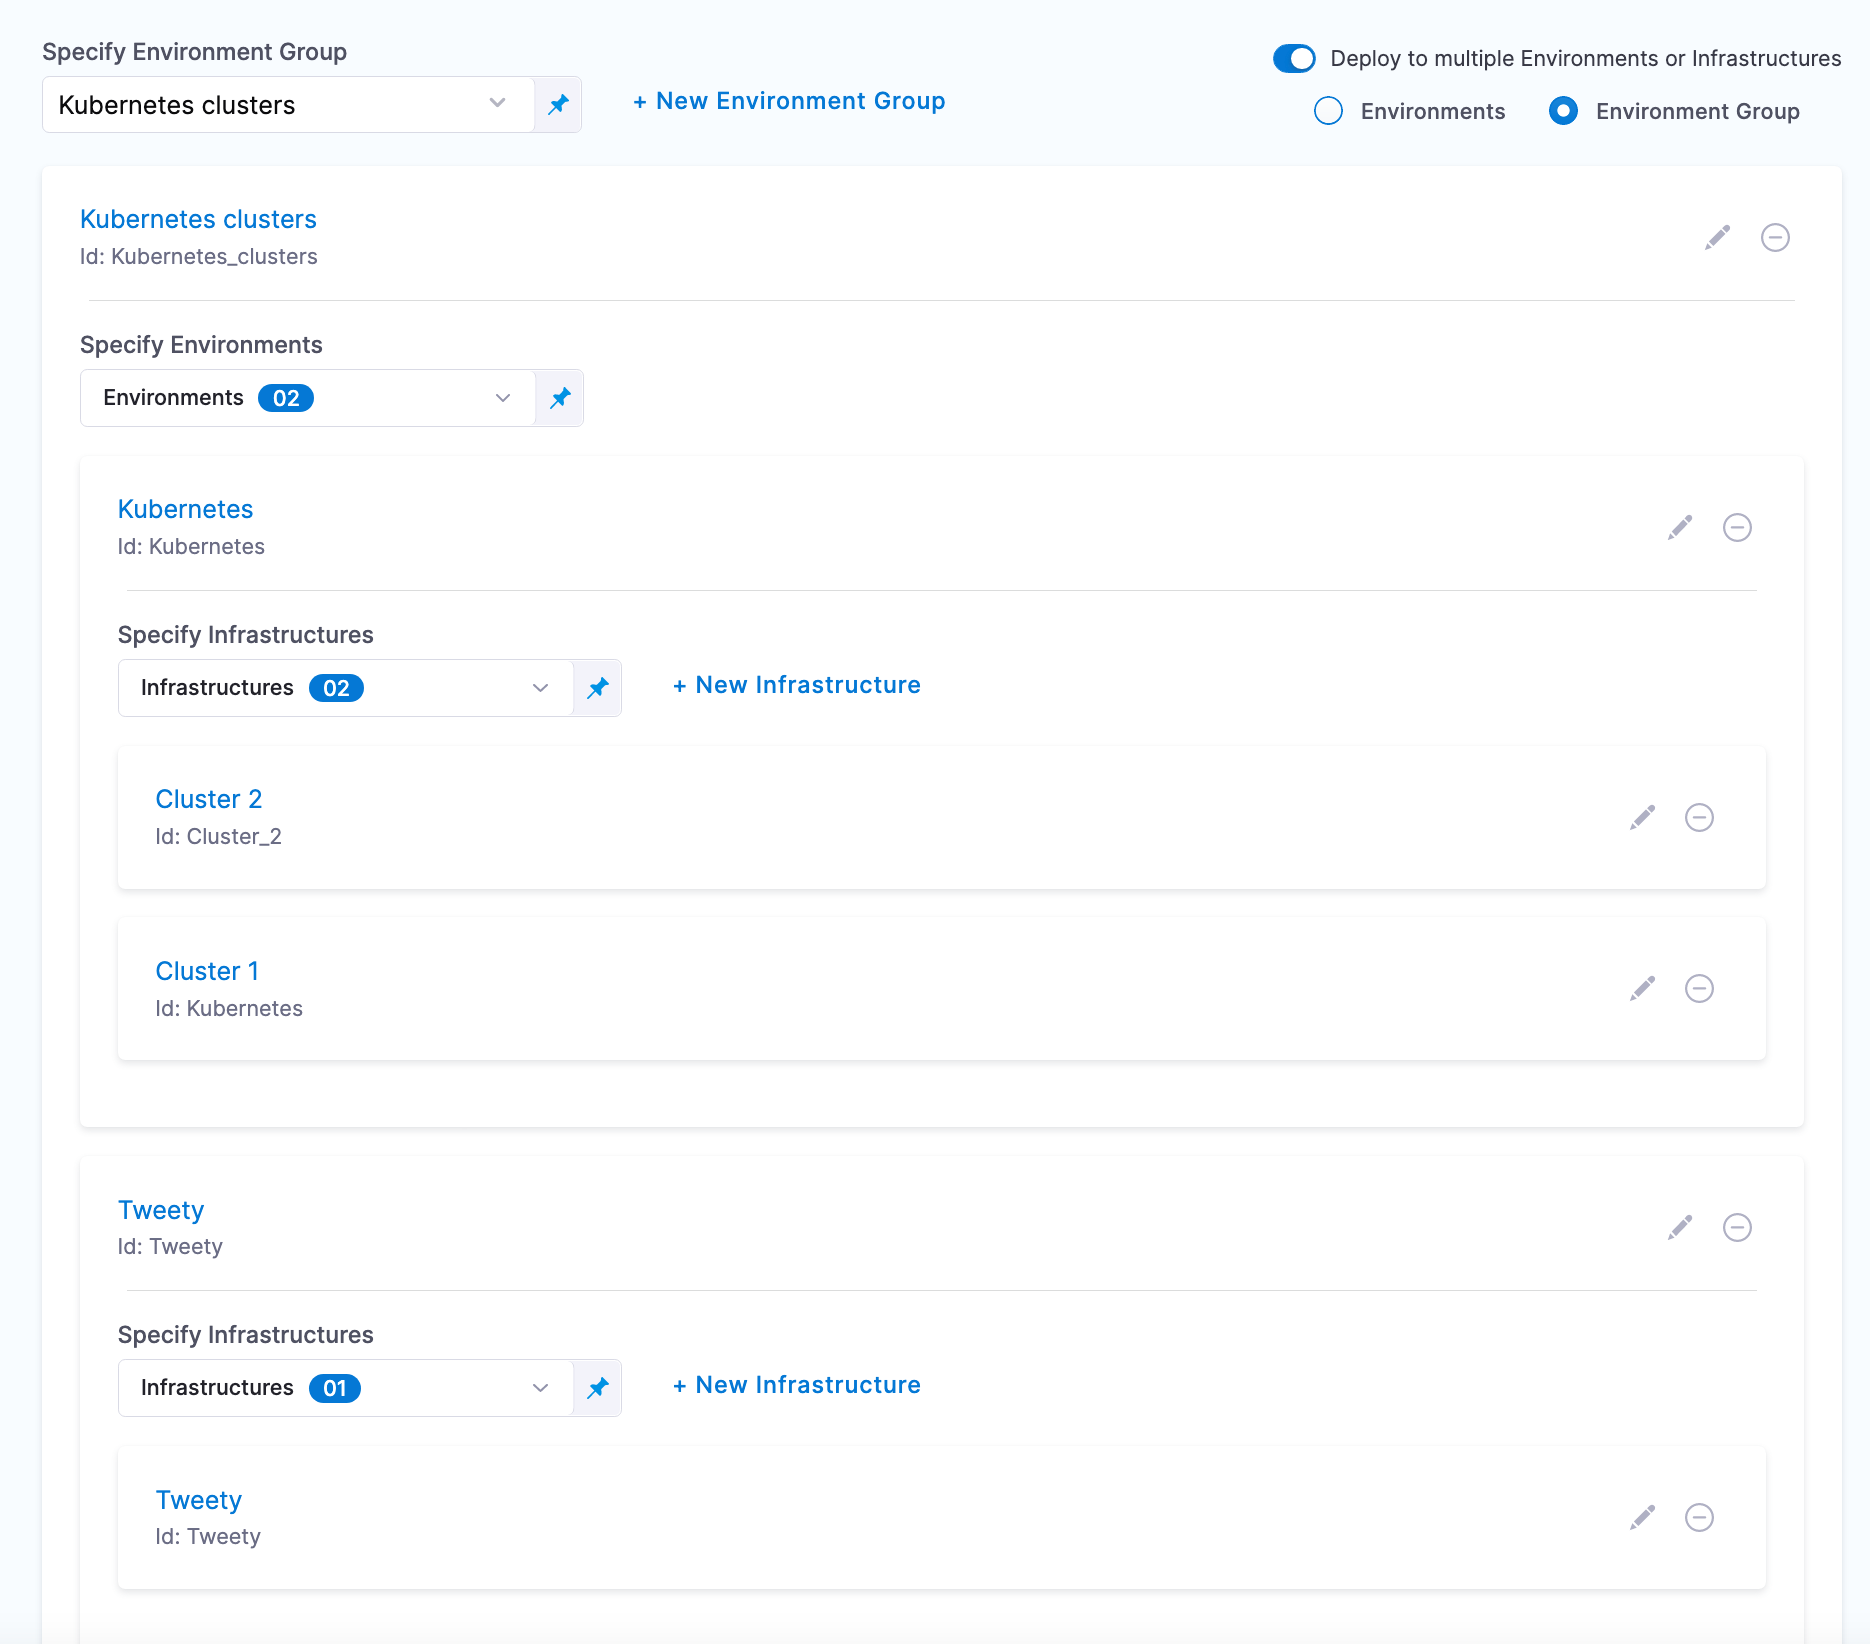 Specify Environment Group
Deploy to multiple Environments or Infrastructures
Kubernetes clusters
+ New Environment Group
Environments
Environment Group
Kubernetes clusters
Id: Kubernetes_clusters
Specify Environments
Environments 02
Kubernetes
Id: Kubernetes
Specify Infrastructures
Infrastructures 02
+ New Infrastructure
Cluster 2
Id: Cluster_2
Cluster 1
Id: Kubernetes
Tweety
Id: Tweety
Specify Infrastructures
Infrastructures 01
+ New Infrastructure
Tweety
Id: Tweety